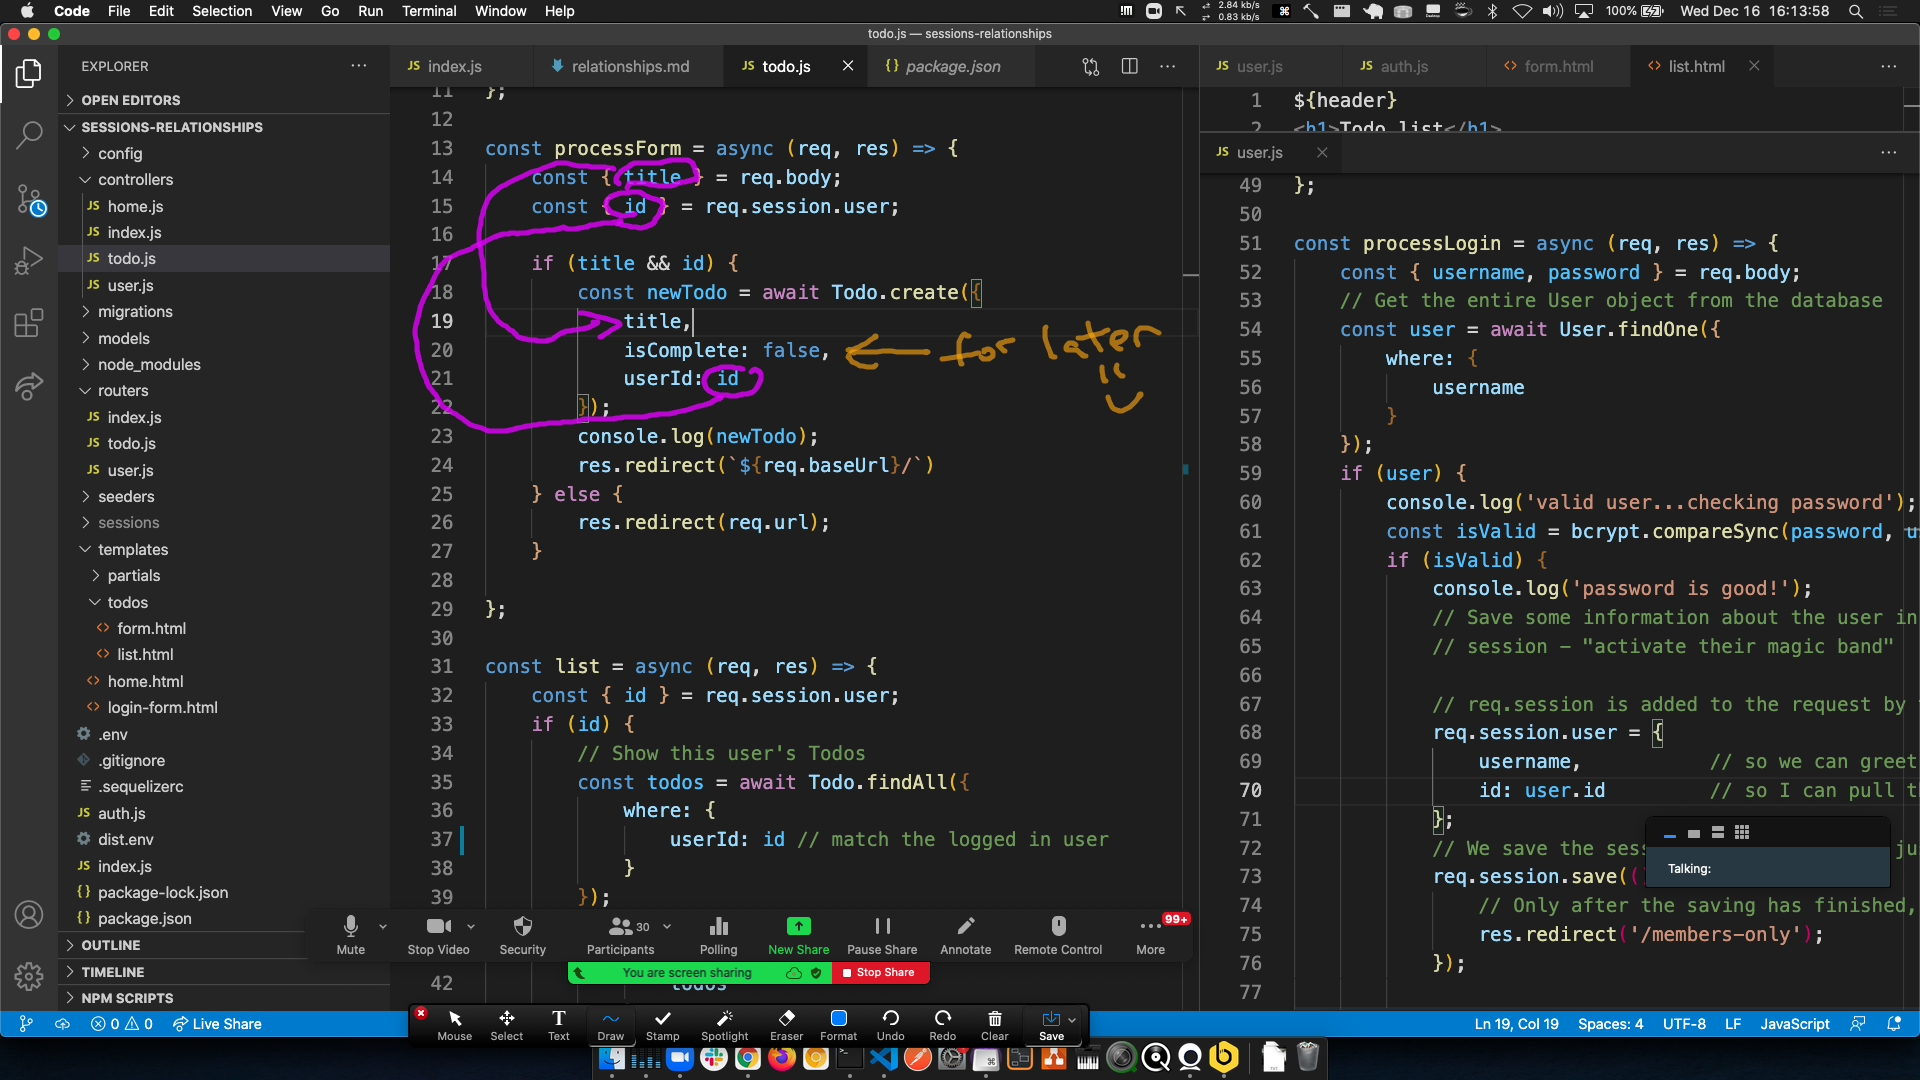 Code File Edit Selection View Go Run Terminal Window Help
2.84 kb/s
0.83 kb/s
100%
Wed Dec 16 16:13:58
todo.js — sessions-relationships
EXPLORER
OPEN EDITORS
SESSIONS-RELATIONSHIPS
config
controllers
JS home.js
JS index.js
JS todo.js
JS user.js
migrations
models
node_modules
routers
JS index.js
JS todo.js
JS user.js
seeders
sessions
templates
partials
todos
<> form.html
<> list.html
<> home.html
<> login-form.html
.env
.gitignore
.sequelizerc
JS auth.js
dist.env
JS index.js
{} package-lock.json
{} package.json
OUTLINE
TIMELINE
NPM SCRIPTS
JS index.js
relationships.md
JS todo.js
{} package.json
11 };
12
13 const processForm = async (req, res) => {
14 const { title } = req.body;
15 const { id } = req.session.user;
16
17 if (title && id) {
18 const newTodo = await Todo.create({
19 title,
20 isComplete: false,
for later
21 userId: id
22 });
23 console.log(newTodo);
24 res.redirect(`${req.baseUrl}/`)
25 } else {
26 res.redirect(req.url);
27 }
28
29 };
30
31 const list = async (req, res) => {
32 const { id } = req.session.user;
33 if (id) {
34 // Show this user's Todos
35 const todos = await Todo.findAll({
36 where: {
37 userId: id // match the logged in user
38 }
39 });
42 todos
JS user.js
JS auth.js
<> form.html
<> list.html
1 ${header}
2 <h1>Todo list</h1>
JS user.js
49 };
50
51 const processLogin = async (req, res) => {
52 const { username, password } = req.body;
53 // Get the entire User object from the database
54 const user = await User.findOne({
55 where: {
56 username
57 }
58 });
59 if (user) {
60 console.log('valid user...checking password');
61 const isValid = bcrypt.compareSync(password, u
62 if (isValid) {
63 console.log('password is good!');
64 // Save some information about the user in
65 // session - "activate their magic band"
66
67 // req.session is added to the request by
68 req.session.user = {
69 username, // so we can greet
70 id: user.id // so I can pull t
71 };
72 // We save the ses ju
73 req.session.save((
74 // Only after the saving has finished,
75 res.redirect('/members-only');
76 });
77
Talking:
Mute
Stop Video
Security
Participants 30
Polling
New Share
Pause Share
Annotate
Remote Control
More 99+
You are screen sharing
Stop Share
Mouse
Select
T Text
Draw
Stamp
Spotlight
Eraser
Format
Undo
Redo
Clear
Save
0 0
Live Share
Ln 19, Col 19
Spaces: 4
UTF-8
LF
JavaScript